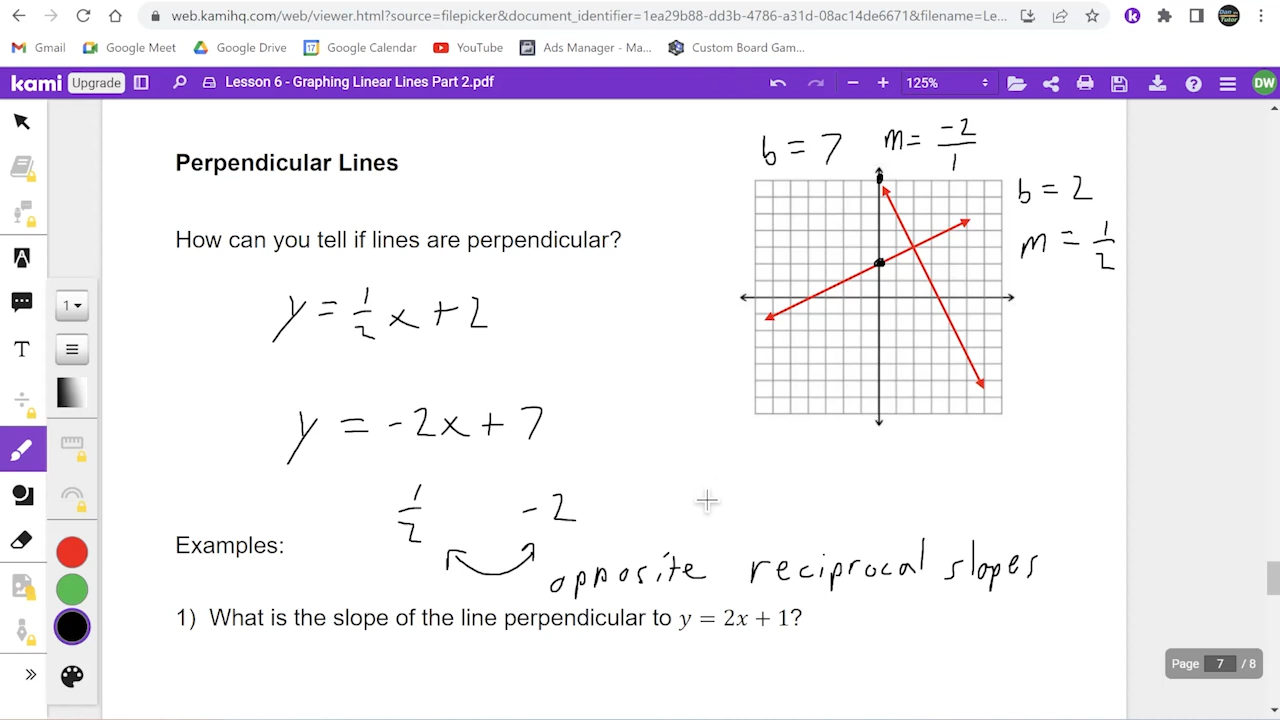 web.kamihq.com/web/viewer.html?source=filepicker&document_identifier=1ea29b88-dd3b-4786-a31d-08ac14de6671&filename=Le...
Gmail Google Meet Google Drive 17 Google Calendar YouTube Ads Manager - Ma... Custom Board Gam...
kami Upgrade Lesson 6 - Graphing Linear Lines Part 2.pdf 125% DW
b = 7 m = -2/1
Perpendicular Lines
b = 2
How can you tell if lines are perpendicular?
m = 1/2
y = 1/2 x + 2
1
T
y = -2x + 7
1/2 -2
Examples:
opposite reciprocal slopes
1) What is the slope of the line perpendicular to y = 2x + 1?
Page 7 / 8